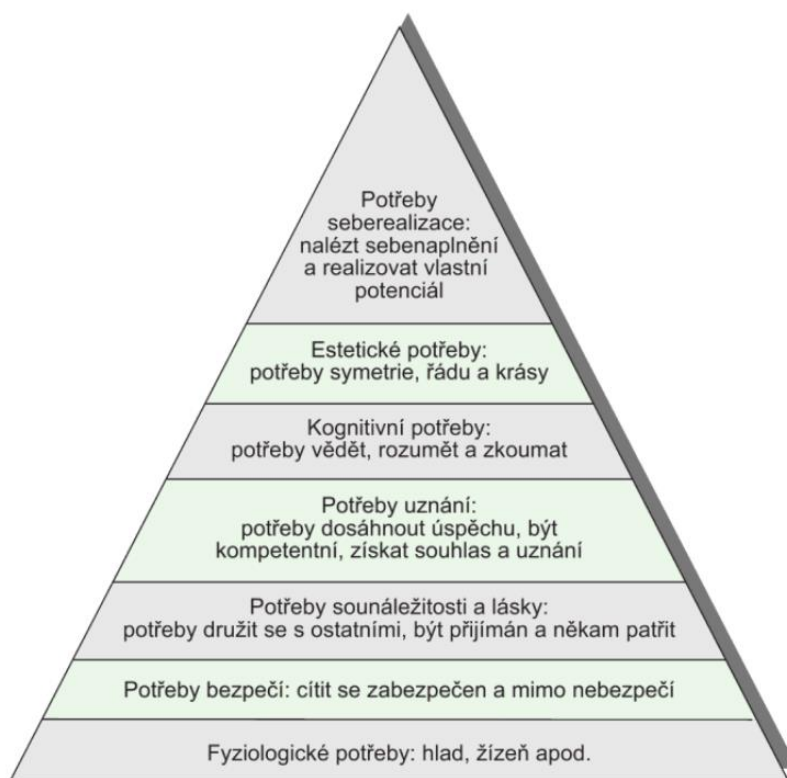 Potřeby
seberealizace:
nalézt sebenaplnění
a realizovat vlastní
potenciál
Estetické potřeby:
potřeby symetrie, řádu a krásy
Kognitivní potřeby:
potřeby vědět, rozumět a zkoumat
Potřeby uznání:
potřeby dosáhnout úspěchu, být
kompetentní, získat souhlas a uznání
Potřeby sounáležitosti a lásky:
potřeby družit se s ostatními, být přijímán a někam patřit
Potřeby bezpečí: cítit se zabezpečen a mimo nebezpečí
Fyziologické potřeby: hlad, žízeň apod.